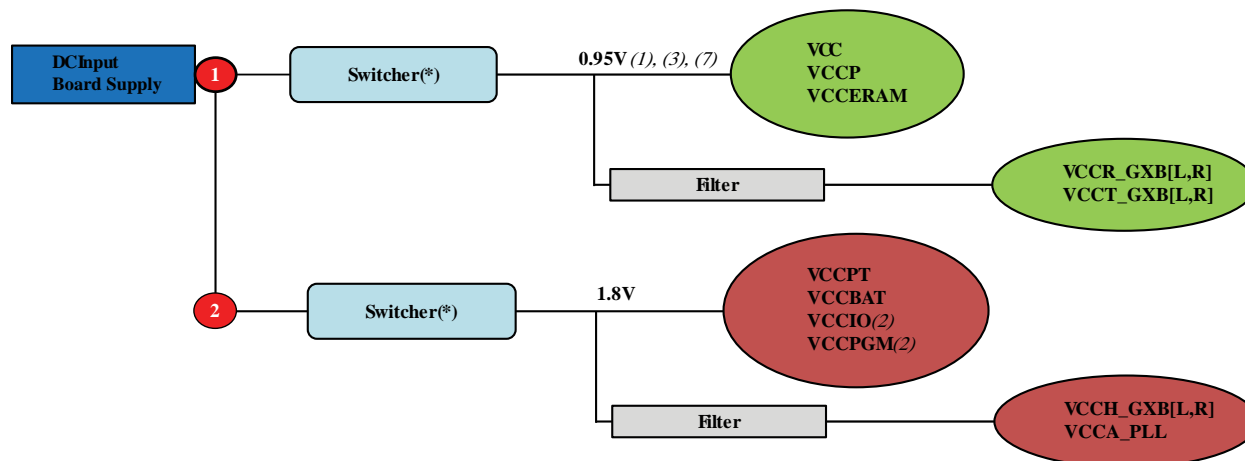 DCInput
Board Supply
1
Switcher(*)
0.95V (1), (3), (7)
VCC
VCCP
VCCERAM
Filter
VCCR_GXB[L,R]
VCCT_GXB[L,R]
2
Switcher(*)
1.8V
VCCPT
VCCBAT
VCCIO(2)
VCCPGM(2)
Filter
VCCH_GXB[L,R]
VCCA_PLL